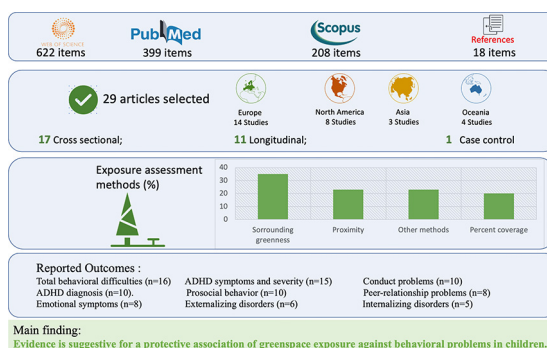 WEB OF SCIENCE
622 items
PubMed
399 items
Scopus
208 items
References
18 items
29 articles selected
Europe
14 Studies
North America
8 Studies
Asia
3 Studies
Oceania
4 Studies
17 Cross sectional;
11 Longitudinal;
1 Case control
Exposure assessment
methods (%)
40
30
20
10
0
Sorrounding
greenness
Proximity
Other methods
Percent coverage
Reported Outcomes :
Total behavioral difficulties (n=16)
ADHD symptoms and severity (n=15)
Conduct problems (n=10)
ADHD diagnosis (n=10).
Prosocial behavior (n=10)
Peer-relationship problems (n=8)
Emotional symptoms (n=8)
Externalizing disorders (n=6)
Internalizing disorders (n=5)
Main finding:
Evidence is suggestive for a protective association of greenspace exposure against behavioral problems in children.